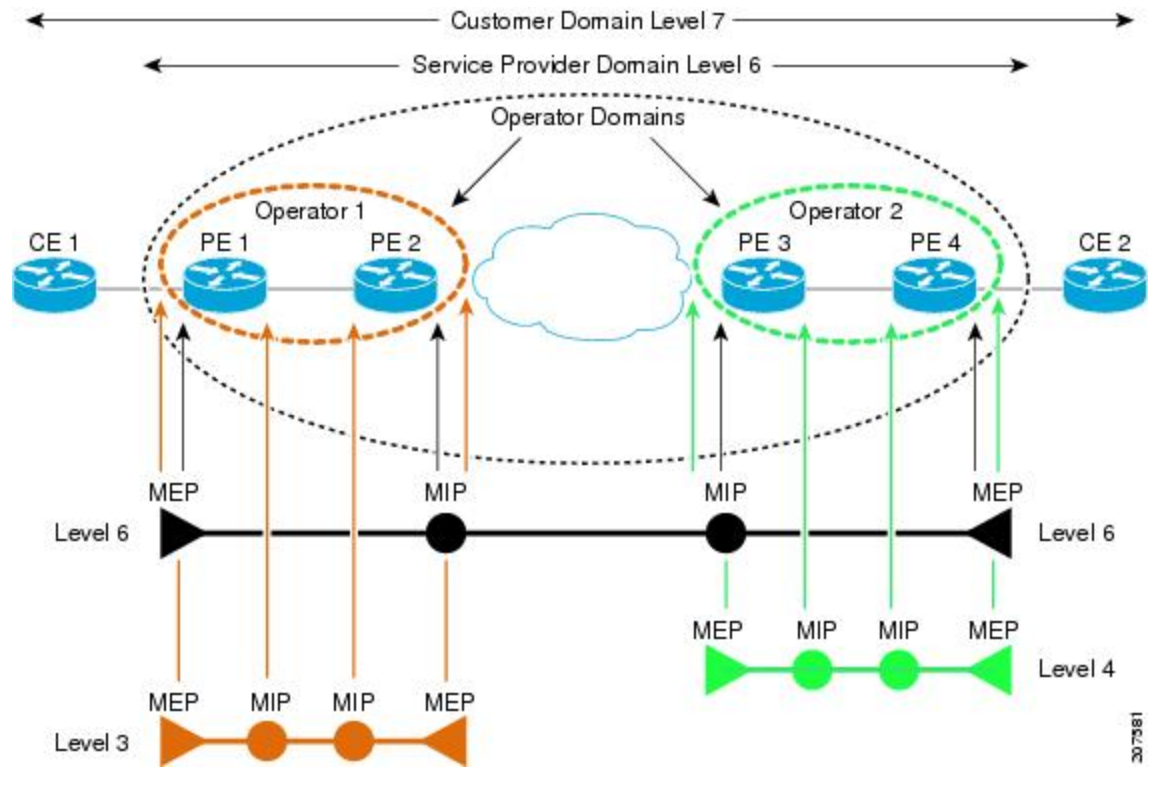 Customer Domain Level 7
Service Provider Domain Level 6
Operator Domains
Operator 1
Operator 2
CE 1
PE 1
PE 2
PE 3
PE 4
CE 2
MEP
MIP
MIP
MEP
Level 6
Level 6
MEP
MIP
MIP
MEP
Level 4
MEP
MIP
MIP
MEP
Level 3
207581